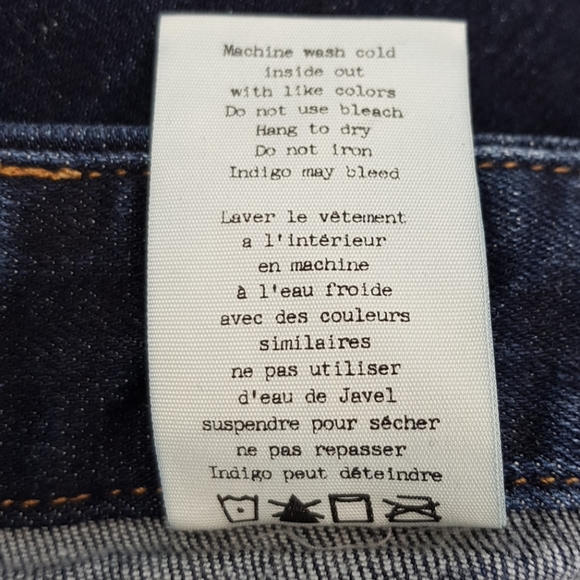 Machine wash cold
inside out
with like colors
Do not use bleach
Hang to dry
Do not iron
Indigo may bleed
Laver le vêtement
a l'intérieur
en machine
à l'eau froide
avec des couleurs
similaires
ne pas utiliser
d'eau de Javel
suspendre pour sécher
ne pas repasser
Indigo peut déteindre